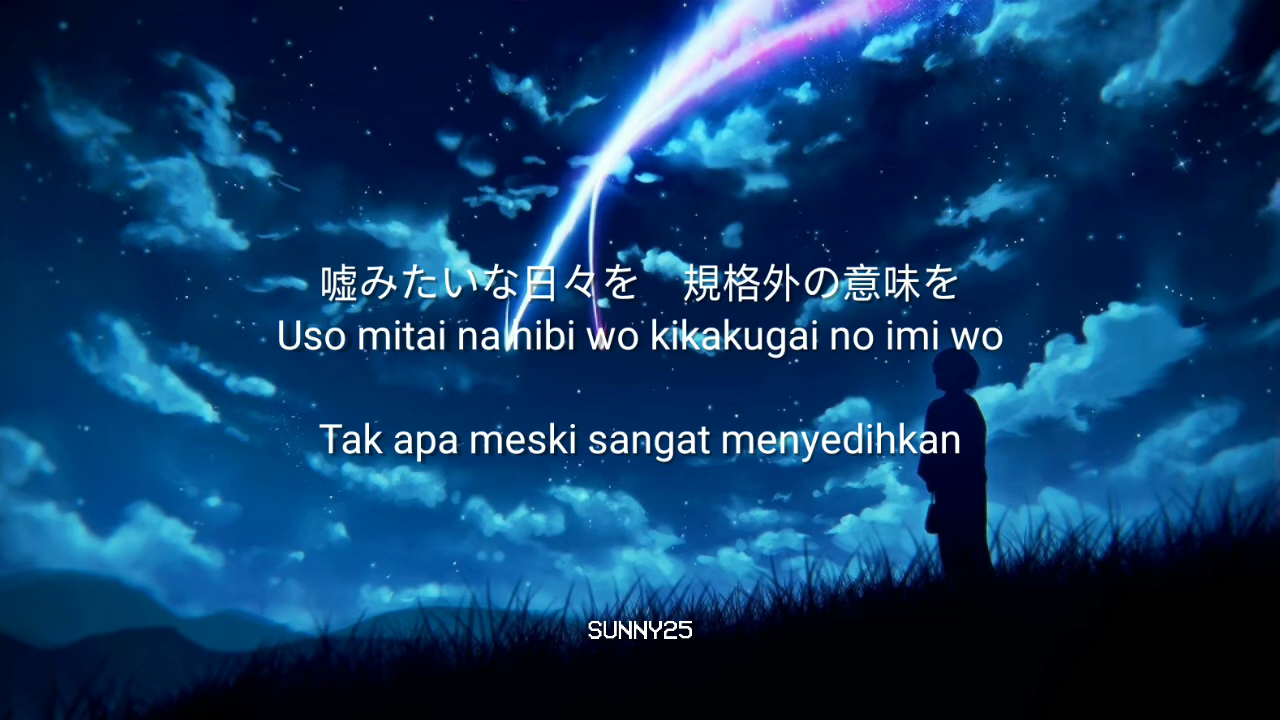 嘘みたいな日々を　規格外の意味を
Uso mitai na hibi wo kikakugai no imi wo
Tak apa meski sangat menyedihkan
SUNNY25